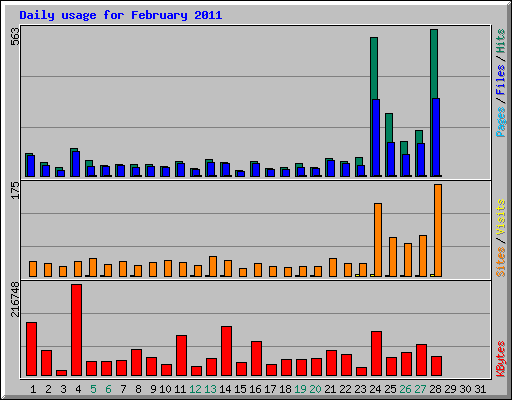 Daily usage for February 2011
563
Pages / Files / Hits
175
Sites / Visits
216748
KBytes
1 2 3 4 5 6 7 8 9 10 11 12 13 14 15 16 17 18 19 20 21 22 23 24 25 26 27 28 29 30 31